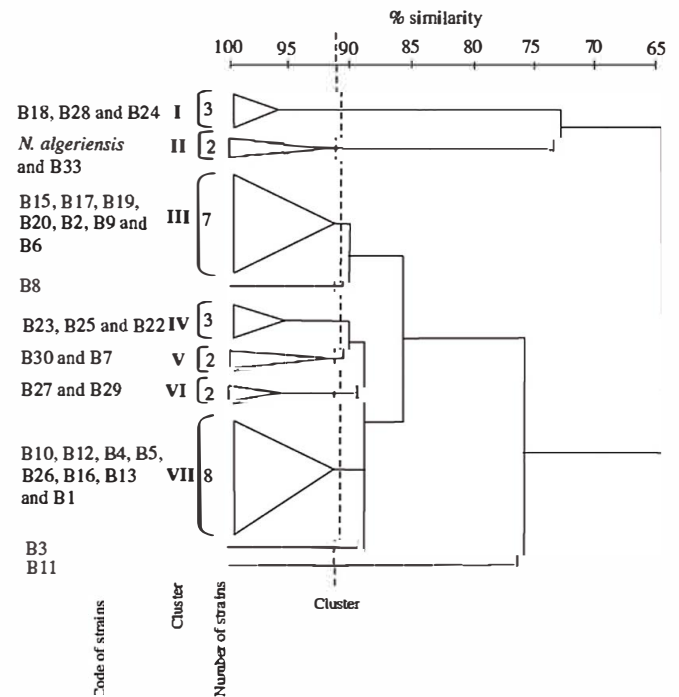 % similarity
100 95 90 85 80 75 70 65
B18, B28 and B24 I 3
N. algeriensis II 2
and B33
B15, B17, B19,
B20, B2, B9 and III 7
B6
B8
B23, B25 and B22 IV 3
B30 and B7 V 2
B27 and B29 VI 2
B10, B12, B4, B5,
B26, B16, B13 VII 8
and B1
B3
B11
Cluster
Code of strains
Cluster
Number of strains